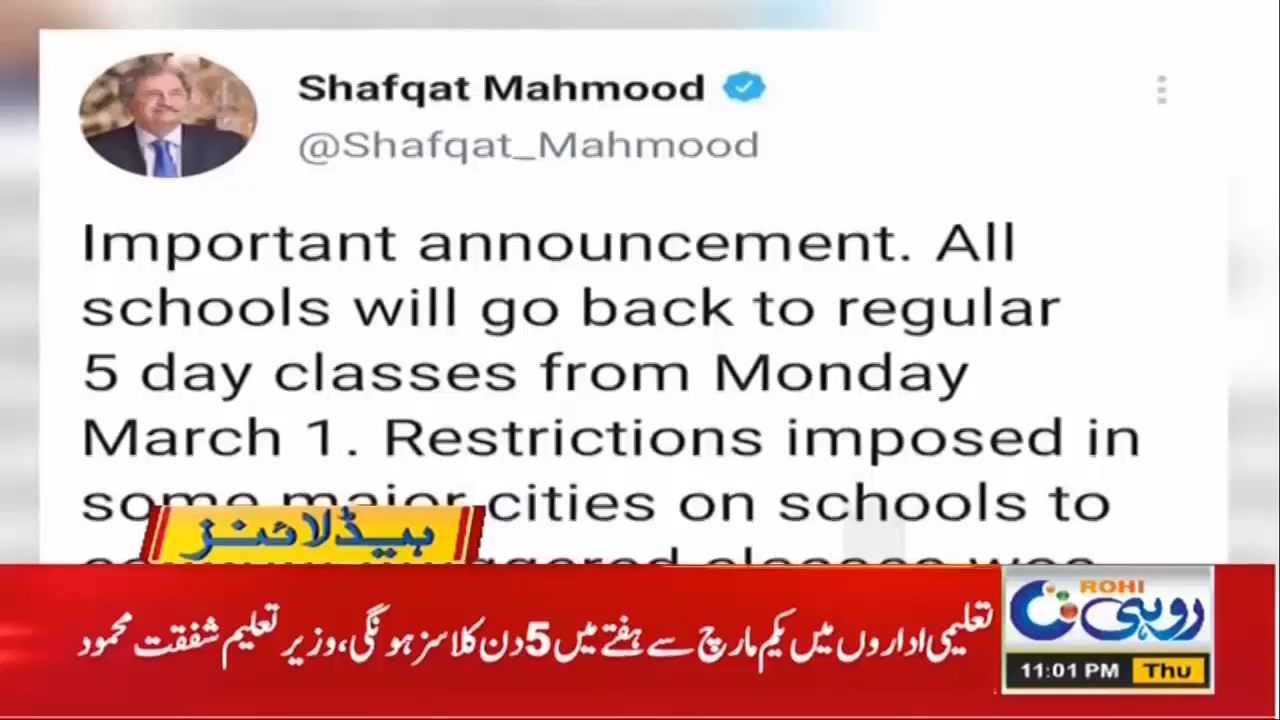 Shafqat Mahmood
@Shafqat_Mahmood
Important announcement. All
schools will go back to regular
5 day classes from Monday
March 1. Restrictions imposed in
some major cities on schools to
ہیڈلائنز
تعلیمی اداروں میں یکم مارچ سے ہفتے میں 5 دن کلاسز ہونگی، وزیر تعلیم شفقت محمود
ROHI
روہی
11:01 PM Thu